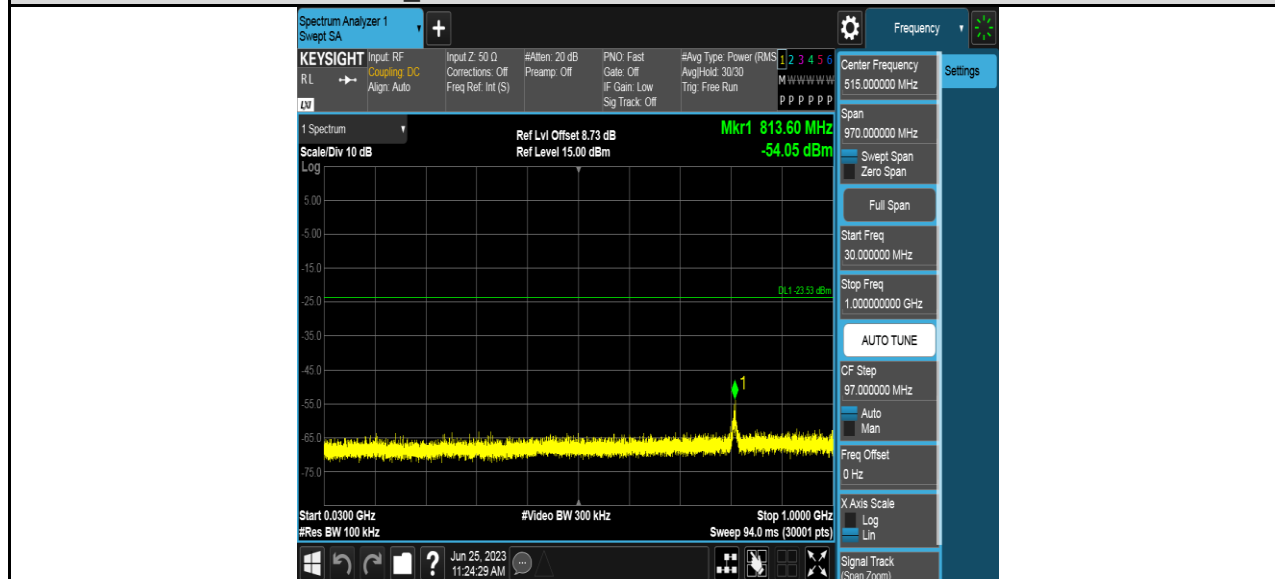 Spectrum Analyzer 1
Swept SA
+
Frequency
KEYSIGHT
RL
LXI
Input: RF
Coupling: DC
Align: Auto
Input Z: 50 Ω
Corrections: Off
Freq Ref: Int (S)
#Atten: 20 dB
Preamp: Off
PNO: Fast
Gate: Off
IF Gain: Low
Sig Track: Off
#Avg Type: Power (RMS
Avg|Hold: 30/30
Trig: Free Run
1 2 3 4 5 6
M W W W W W
P P P P P P
Center Frequency
515.000000 MHz
Settings
1 Spectrum
Scale/Div 10 dB
Ref Lvl Offset 8.73 dB
Ref Level 15.00 dBm
Mkr1 813.60 MHz
-54.05 dBm
Span
970.000000 MHz
Swept Span
Zero Span
Full Span
Start Freq
30.000000 MHz
Stop Freq
1.000000000 GHz
AUTO TUNE
CF Step
97.000000 MHz
Auto
Man
Freq Offset
0 Hz
X Axis Scale
Log
Lin
Signal Track
(Span Zoom)
Log
5.00
-5.00
-15.0
DL1 -23.53 dBm
-25.0
-35.0
-45.0
1
-55.0
-65.0
-75.0
Start 0.0300 GHz
#Video BW 300 kHz
Stop 1.0000 GHz
#Res BW 100 kHz
Sweep 94.0 ms (30001 pts)
?
Jun 25, 2023
11:24:29 AM